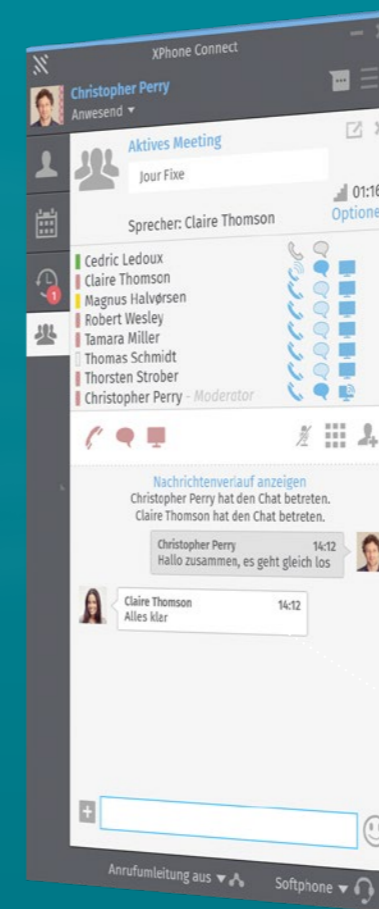 XPhone Connect
Christopher Perry
Anwesend
Aktives Meeting
Jour Fixe
01:16
Sprecher: Claire Thomson
Optione
Cedric Ledoux
Claire Thomson
Magnus Halvørsen
Robert Wesley
Tamara Miller
Thomas Schmidt
Thorsten Strober
Christopher Perry - Moderator
1
Nachrichtenverlauf anzeigen
Christopher Perry hat den Chat betreten.
Claire Thomson hat den Chat betreten.
Christopher Perry 14:12
Hallo zusammen, es geht gleich los
Claire Thomson 14:12
Alles klar
Anrufumleitung aus
Softphone